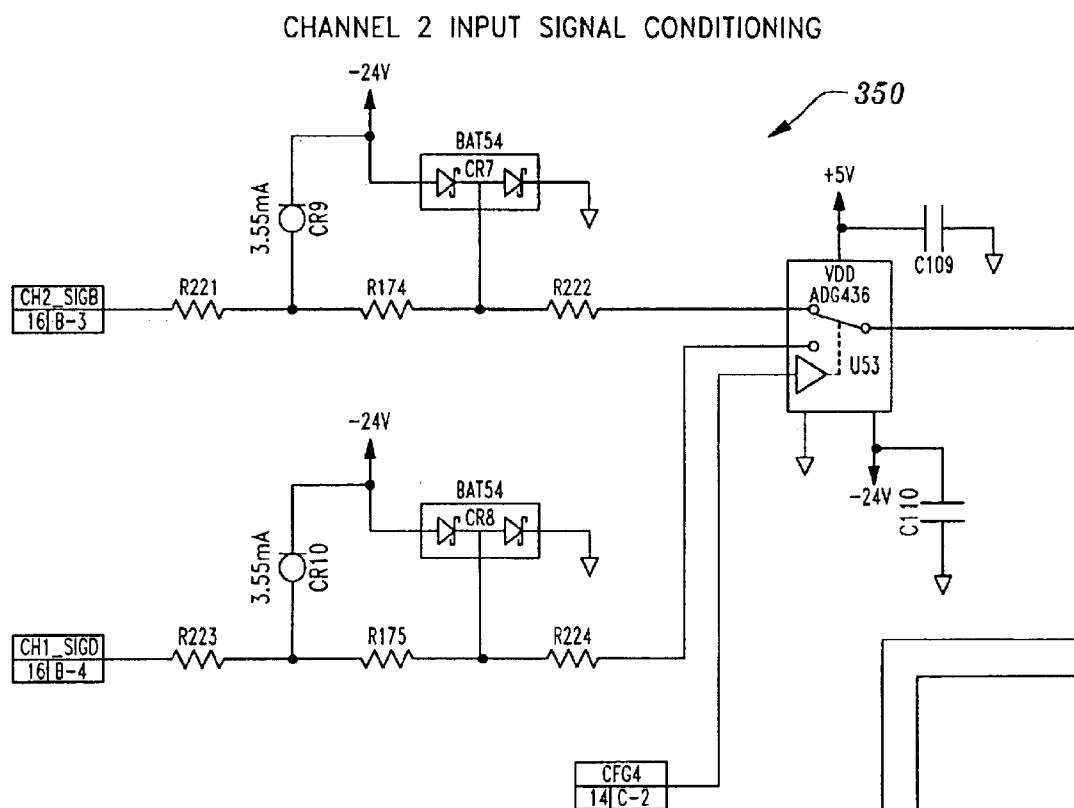 CHANNEL 2 INPUT SIGNAL CONDITIONING
350
-24V
BAT54
CR7
3.55mA
CR9
+5V
C109
VDD
ADG436
U53
CH2_SIGB
16 B-3
R221
R174
R222
-24V
C110
-24V
BAT54
CR8
3.55mA
CR10
CH1_SIGD
16 B-4
R223
R175
R224
CFG4
14 C-2